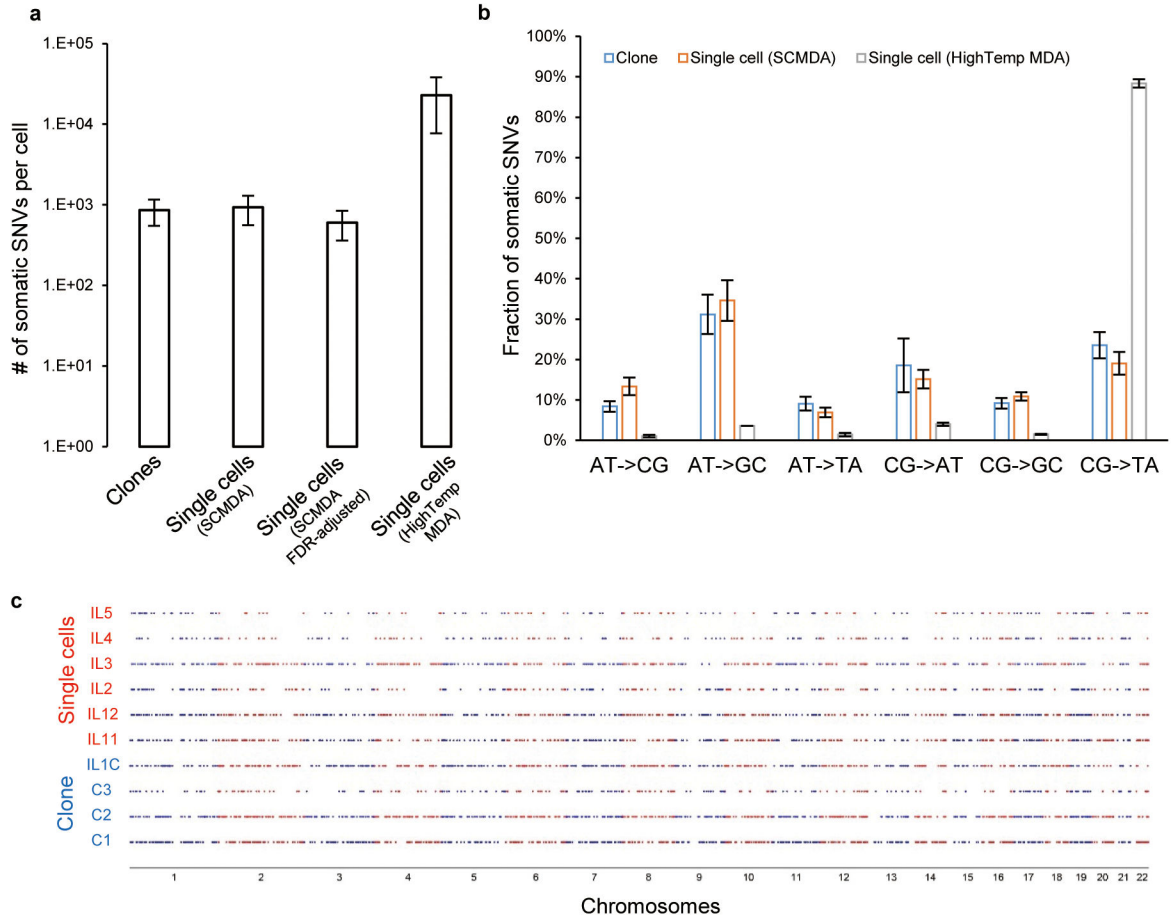 a
# of somatic SNVs per cell
1.E+05
1.E+04
1.E+03
1.E+02
1.E+01
1.E+00
Clones
Single cells
(SCMDA)
Single cells
(SCMDA
FDR-adjusted)
Single cells
(HighTemp
MDA)
b
Fraction of somatic SNVs
100%
90%
80%
70%
60%
50%
40%
30%
20%
10%
0%
Clone Single cell (SCMDA) Single cell (HighTemp MDA)
AT->CG AT->GC AT->TA CG->AT CG->GC CG->TA
c
Single cells
IL5
IL4
IL3
IL2
IL12
IL11
Clone
IL1C
C3
C2
C1
1 2 3 4 5 6 7 8 9 10 11 12 13 14 15 16 17 18 19 20 21 22
Chromosomes